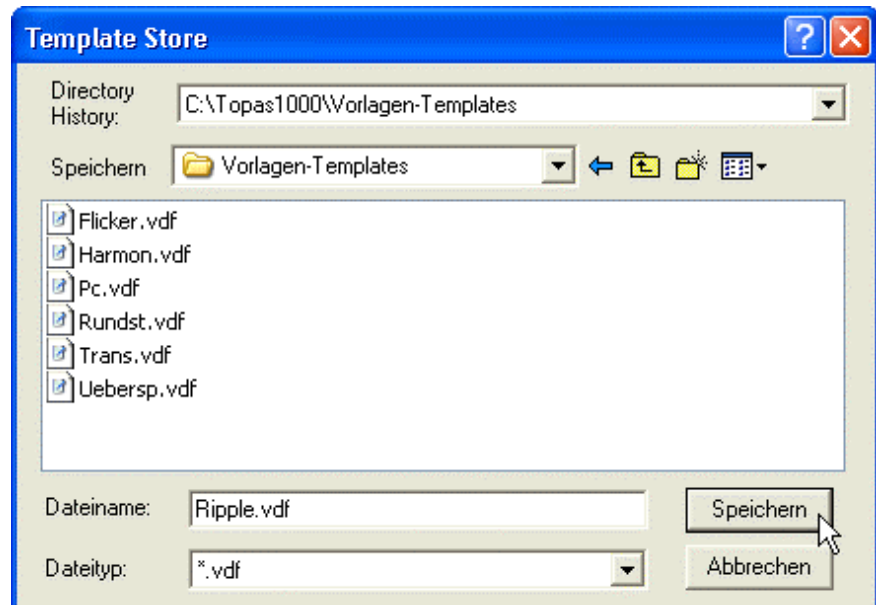 Template Store
Directory
History:
C:\Topas1000\Vorlagen-Templates
Speichern
Vorlagen-Templates
Flicker.vdf
Harmon.vdf
Pc.vdf
Rundst.vdf
Trans.vdf
Uebersp.vdf
Dateiname:
Ripple.vdf
Speichern
Dateityp:
*.vdf
Abbrechen